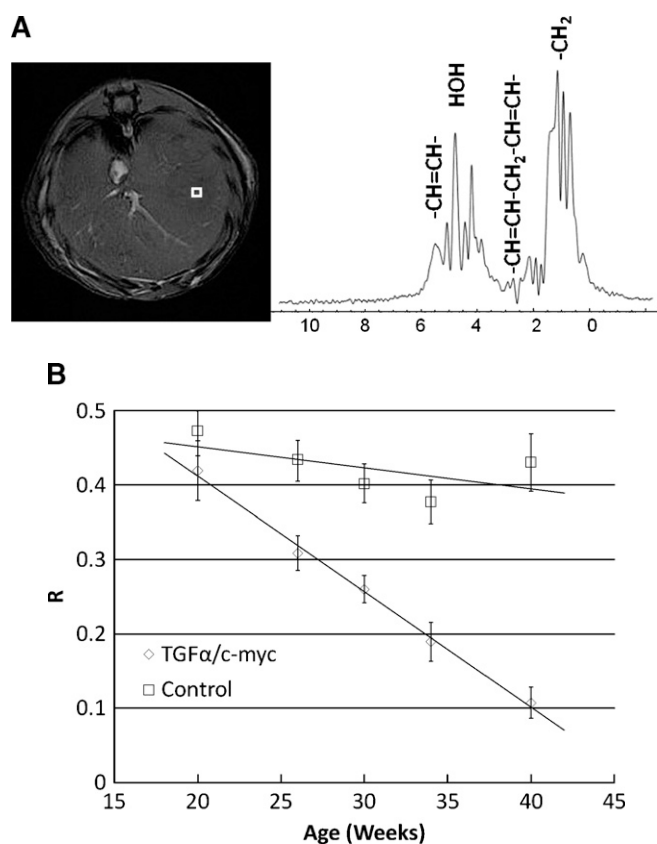 A
-CH=CH-
HOH
-CH=CH-CH2-CH=CH-
-CH2
10 8 6 4 2 0
B
0.5
0.4
0.3
0.2
0.1
0
R
TGFα/c-myc
Control
15 20 25 30 35 40 45
Age (Weeks)